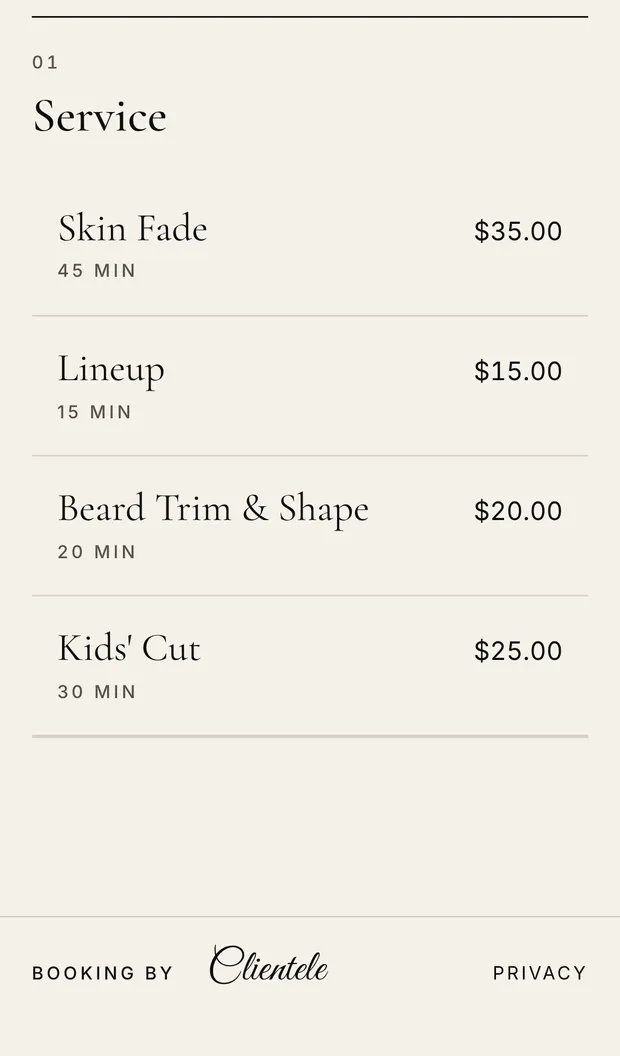 01
Service
Skin Fade $35.00
45 MIN
Lineup $15.00
15 MIN
Beard Trim & Shape $20.00
20 MIN
Kids' Cut $25.00
30 MIN
BOOKING BY Clientele PRIVACY